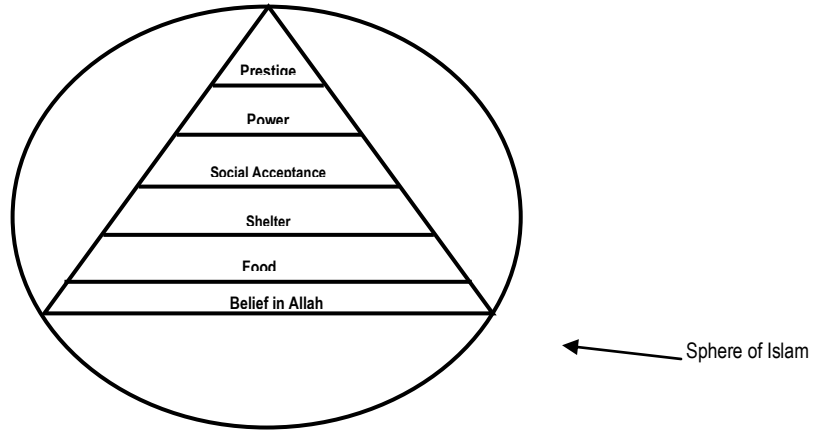 Prestige
Power
Social Acceptance
Shelter
Food
Belief in Allah
Sphere of Islam